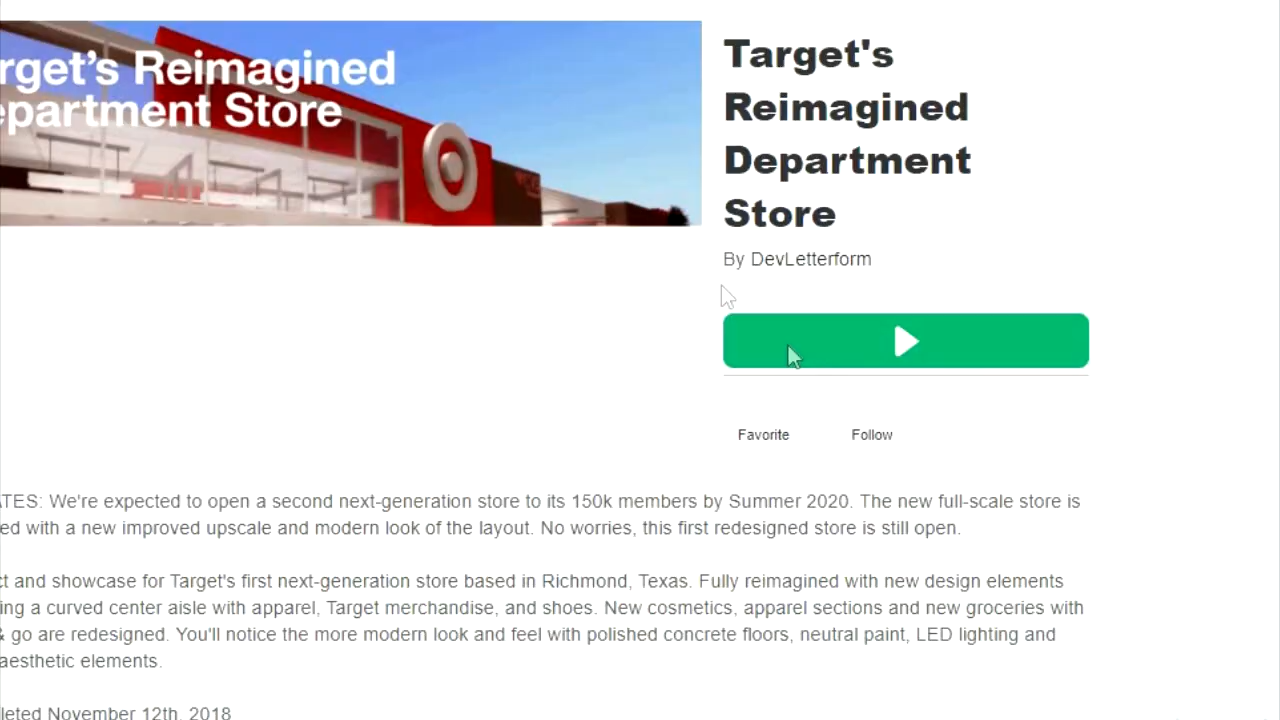 rget's Reimagined
epartment Store
Target's
Reimagined
Department
Store
By DevLetterform
Favorite
Follow
ATES: We're expected to open a second next-generation store to its 150k members by Summer 2020. The new full-scale store is
ed with a new improved upscale and modern look of the layout. No worries, this first redesigned store is still open.
ct and showcase for Target's first next-generation store based in Richmond, Texas. Fully reimagined with new design elements
ing a curved center aisle with apparel, Target merchandise, and shoes. New cosmetics, apparel sections and new groceries with
& go are redesigned. You'll notice the more modern look and feel with polished concrete floors, neutral paint, LED lighting and
aesthetic elements.
leted November 12th, 2018